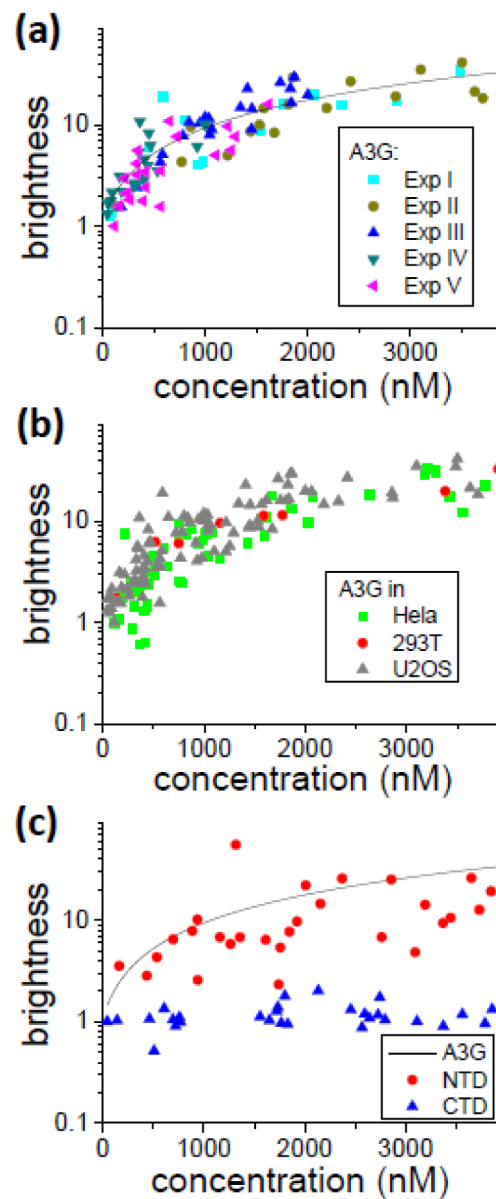 (a)
brightness
10
1
0.1
A3G:
Exp I
Exp II
Exp III
Exp IV
Exp V
0 1000 2000 3000
concentration (nM)
(b)
brightness
10
1
0.1
A3G in
Hela
293T
U2OS
0 1000 2000 3000
concentration (nM)
(c)
brightness
10
1
0.1
A3G
NTD
CTD
0 1000 2000 3000
concentration (nM)